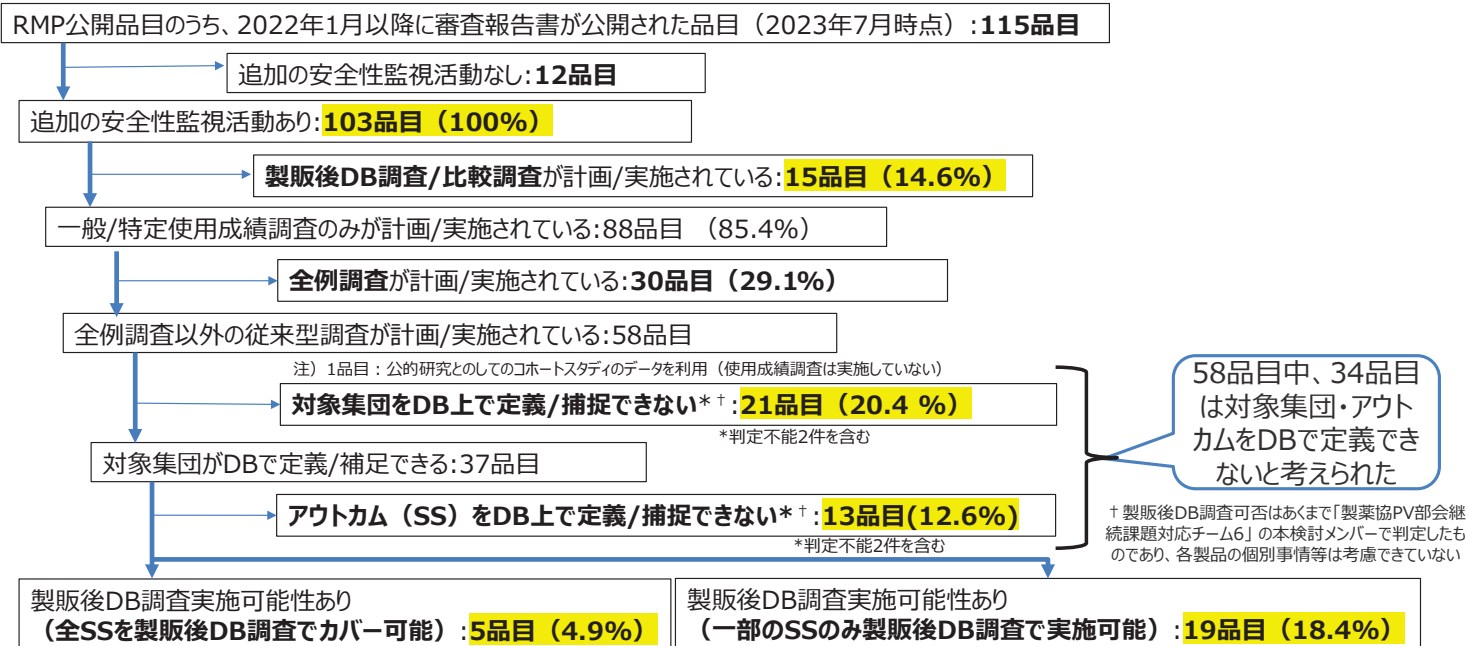 RMP公開品目のうち、2022年1月以降に審査報告書が公開された品目（2023年7月時点）:115品目
追加の安全性監視活動なし:12品目
追加の安全性監視活動あり:103品目（100%）
製販後DB調査/比較調査が計画/実施されている:15品目（14.6%）
一般/特定使用成績調査のみが計画/実施されている:88品目 （85.4%）
全例調査が計画/実施されている:30品目（29.1%）
全例調査以外の従来型調査が計画/実施されている:58品目
注）1品目：公的研究とのしてのコホートスタディのデータを利用（使用成績調査は実施していない）
対象集団をDB上で定義/捕捉できない*†:21品目（20.4 %）
*判定不能2件を含む
対象集団がDBで定義/補足できる:37品目
アウトカム（SS）をDB上で定義/捕捉できない*†:13品目(12.6%)
*判定不能2件を含む
58品目中、34品目
は対象集団・アウト
カムをDBで定義でき
ないと考えられた
†製販後DB調査可否はあくまで「製薬協PV部会継
続課題対応チーム6」の本検討メンバーで判定したも
のであり、各製品の個別事情等は考慮できていない
製販後DB調査実施可能性あり
（全SSを製販後DB調査でカバー可能）:5品目（4.9%）
製販後DB調査実施可能性あり
（一部のSSのみ製販後DB調査で実施可能）:19品目（18.4%）